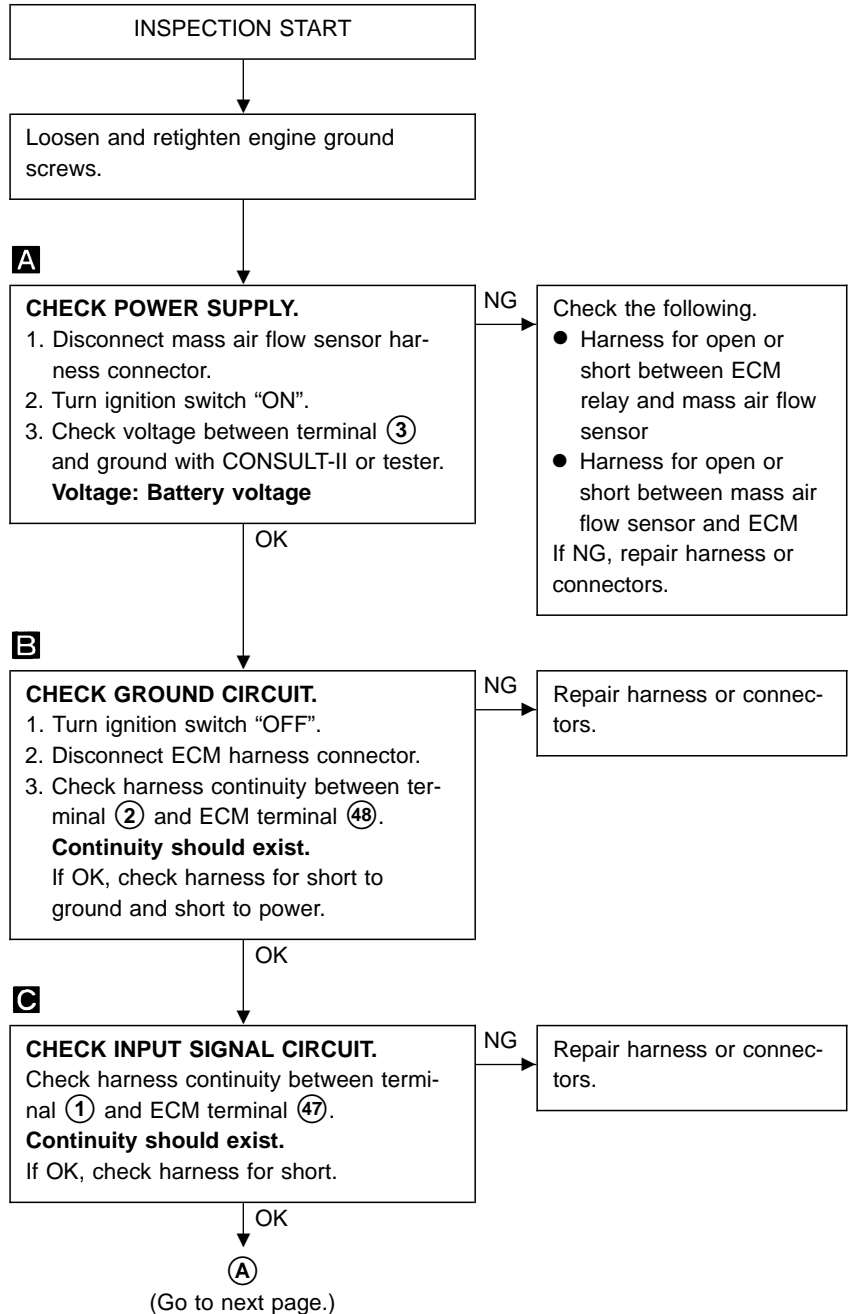 INSPECTION START
Loosen and retighten engine ground
screws.
A
CHECK POWER SUPPLY.
1. Disconnect mass air flow sensor har-
ness connector.
2. Turn ignition switch “ON”.
3. Check voltage between terminal ③
and ground with CONSULT-II or tester.
Voltage: Battery voltage
NG
Check the following.
● Harness for open or
short between ECM
relay and mass air flow
sensor
● Harness for open or
short between mass air
flow sensor and ECM
If NG, repair harness or
connectors.
OK
B
CHECK GROUND CIRCUIT.
1. Turn ignition switch “OFF”.
2. Disconnect ECM harness connector.
3. Check harness continuity between ter-
minal ② and ECM terminal ㊽.
Continuity should exist.
If OK, check harness for short to
ground and short to power.
NG
Repair harness or connec-
tors.
OK
C
CHECK INPUT SIGNAL CIRCUIT.
Check harness continuity between termi-
nal ① and ECM terminal ㊼.
Continuity should exist.
If OK, check harness for short.
NG
Repair harness or connec-
tors.
OK
Ⓐ
(Go to next page.)